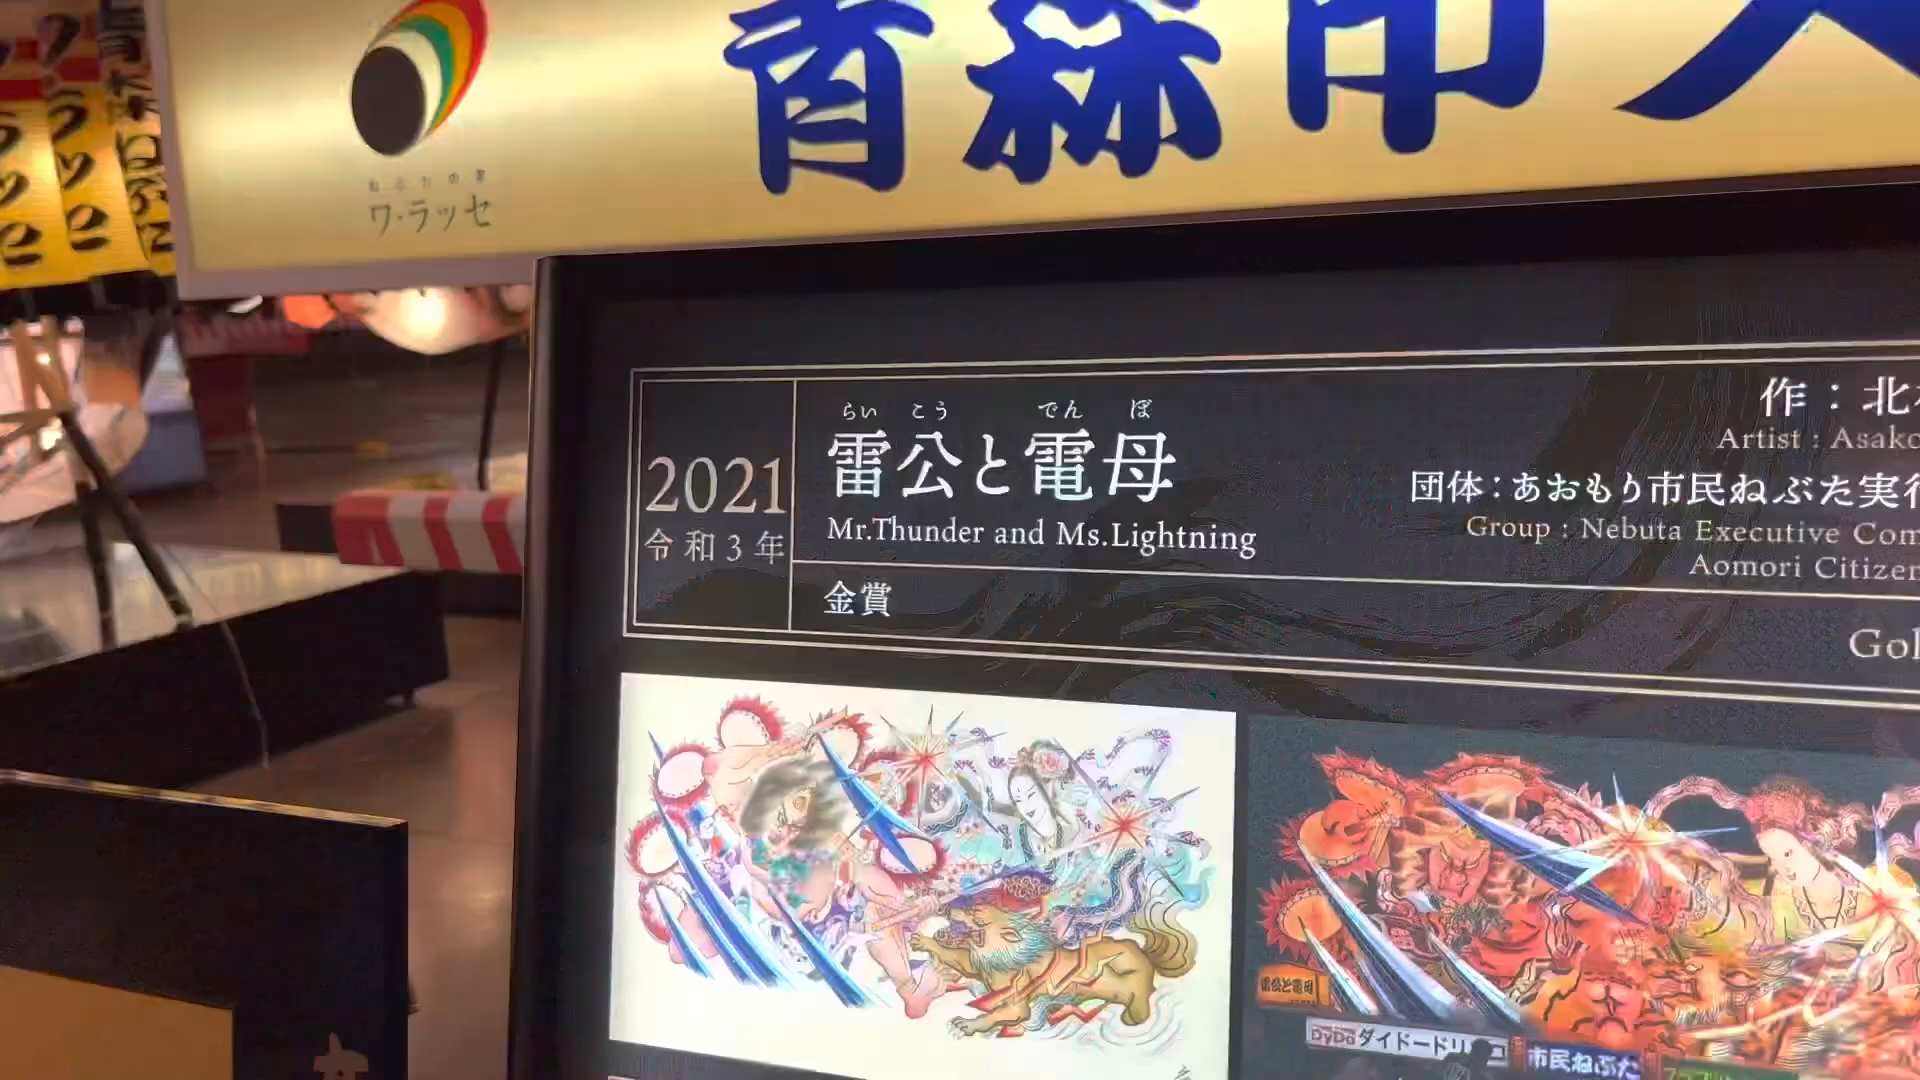 青森市
ねぶたの家
ワ・ラッセ
らい こう でん ぼ
雷公と電母
Mr.Thunder and Ms.Lightning
2021
令和3年
金賞
作：北
Artist : Asako
団体：あおもり市民ねぶた実行
Group : Nebuta Executive Com
Aomori Citizen
Gol
雷公と電母
DyDo ダイドードリ
市民ねぶた